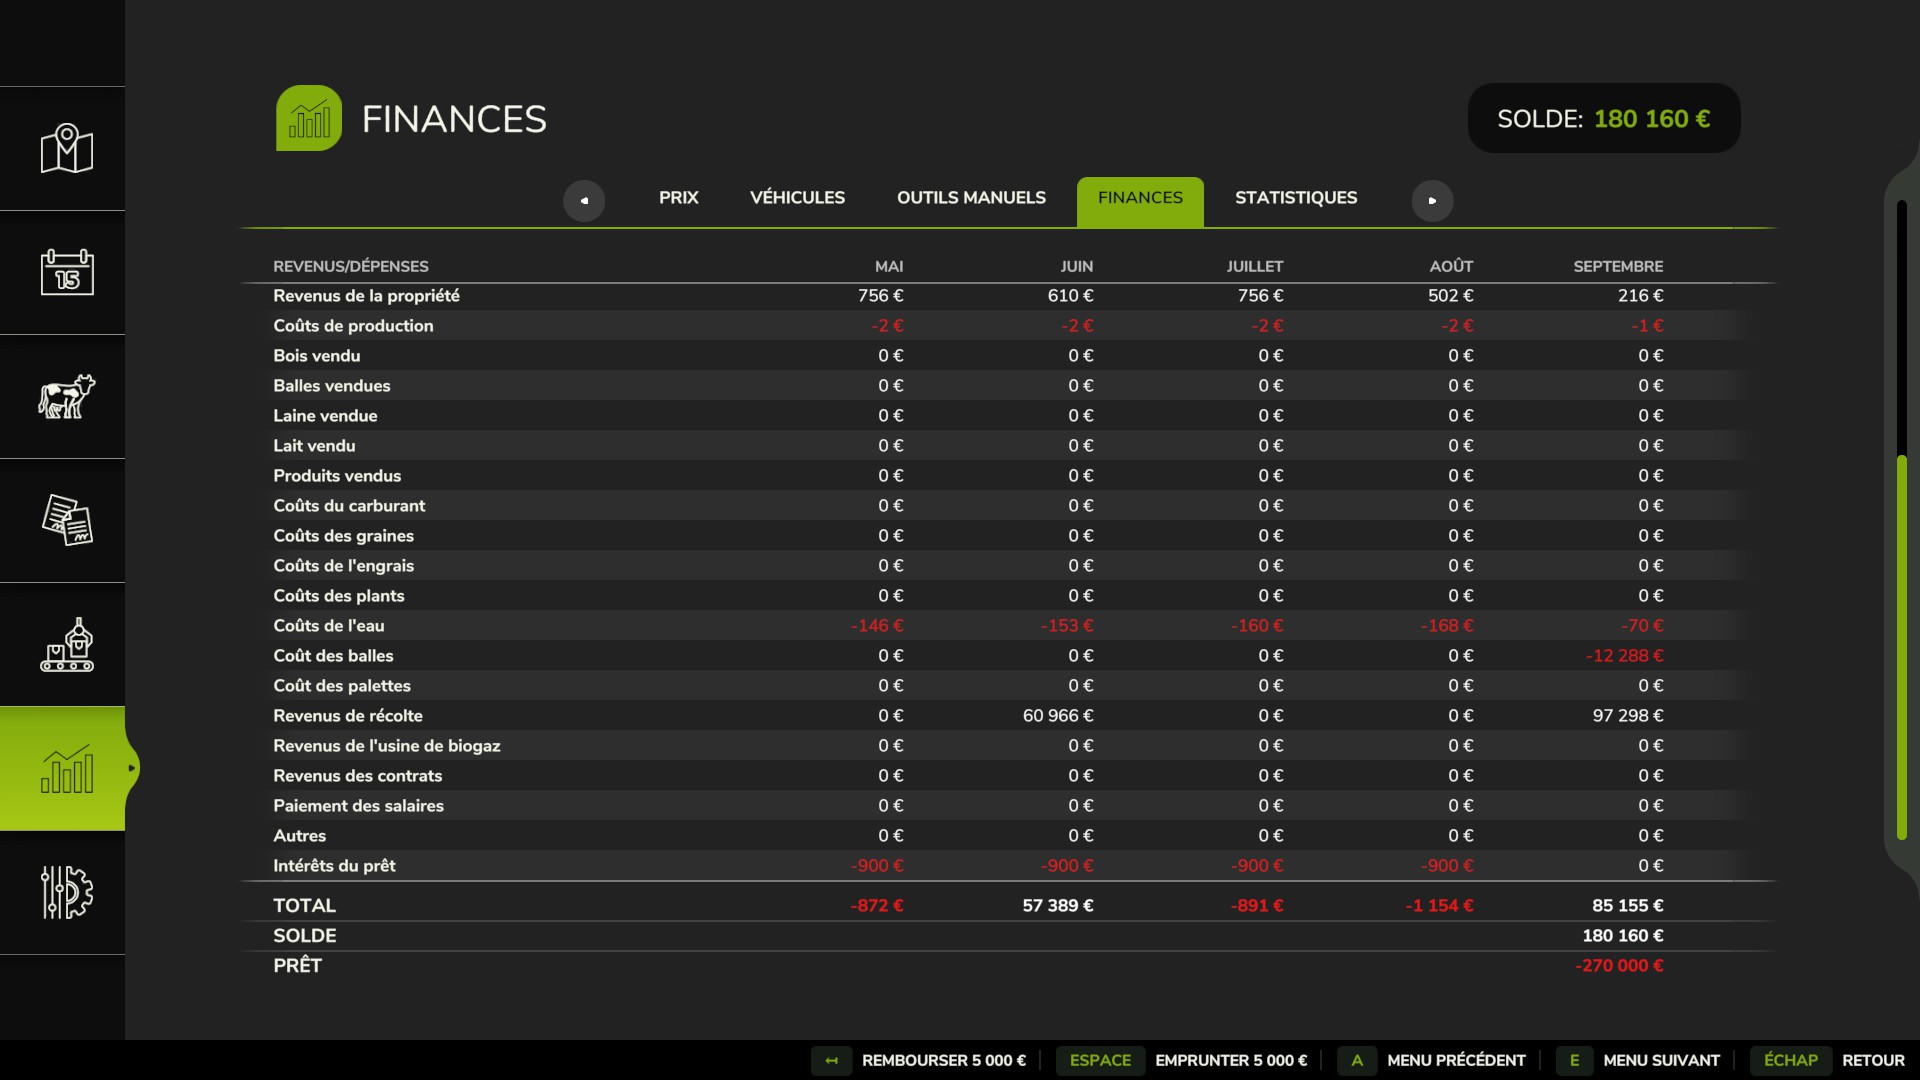 FINANCES
SOLDE: 180 160 €
PRIX VÉHICULES OUTILS MANUELS FINANCES STATISTIQUES
REVENUS/DÉPENSES MAI JUIN JUILLET AOÛT SEPTEMBRE
Revenus de la propriété 756 € 610 € 756 € 502 € 216 €
Coûts de production -2 € -2 € -2 € -2 € -1 €
Bois vendu 0 € 0 € 0 € 0 € 0 €
Balles vendues 0 € 0 € 0 € 0 € 0 €
Laine vendue 0 € 0 € 0 € 0 € 0 €
Lait vendu 0 € 0 € 0 € 0 € 0 €
Produits vendus 0 € 0 € 0 € 0 € 0 €
Coûts du carburant 0 € 0 € 0 € 0 € 0 €
Coûts des graines 0 € 0 € 0 € 0 € 0 €
Coûts de l'engrais 0 € 0 € 0 € 0 € 0 €
Coûts des plants 0 € 0 € 0 € 0 € 0 €
Coûts de l'eau -146 € -153 € -160 € -168 € -70 €
Coût des balles 0 € 0 € 0 € 0 € -12 288 €
Coût des palettes 0 € 0 € 0 € 0 € 0 €
Revenus de récolte 0 € 60 966 € 0 € 0 € 97 298 €
Revenus de l'usine de biogaz 0 € 0 € 0 € 0 € 0 €
Revenus des contrats 0 € 0 € 0 € 0 € 0 €
Paiement des salaires 0 € 0 € 0 € 0 € 0 €
Autres 0 € 0 € 0 € 0 € 0 €
Intérêts du prêt -900 € -900 € -900 € -900 € 0 €
TOTAL -872 € 57 389 € -891 € -1 154 € 85 155 €
SOLDE 180 160 €
PRÊT -270 000 €
15
REMBOURSER 5 000 € ESPACE EMPRUNTER 5 000 € A MENU PRÉCÉDENT E MENU SUIVANT ÉCHAP RETOUR